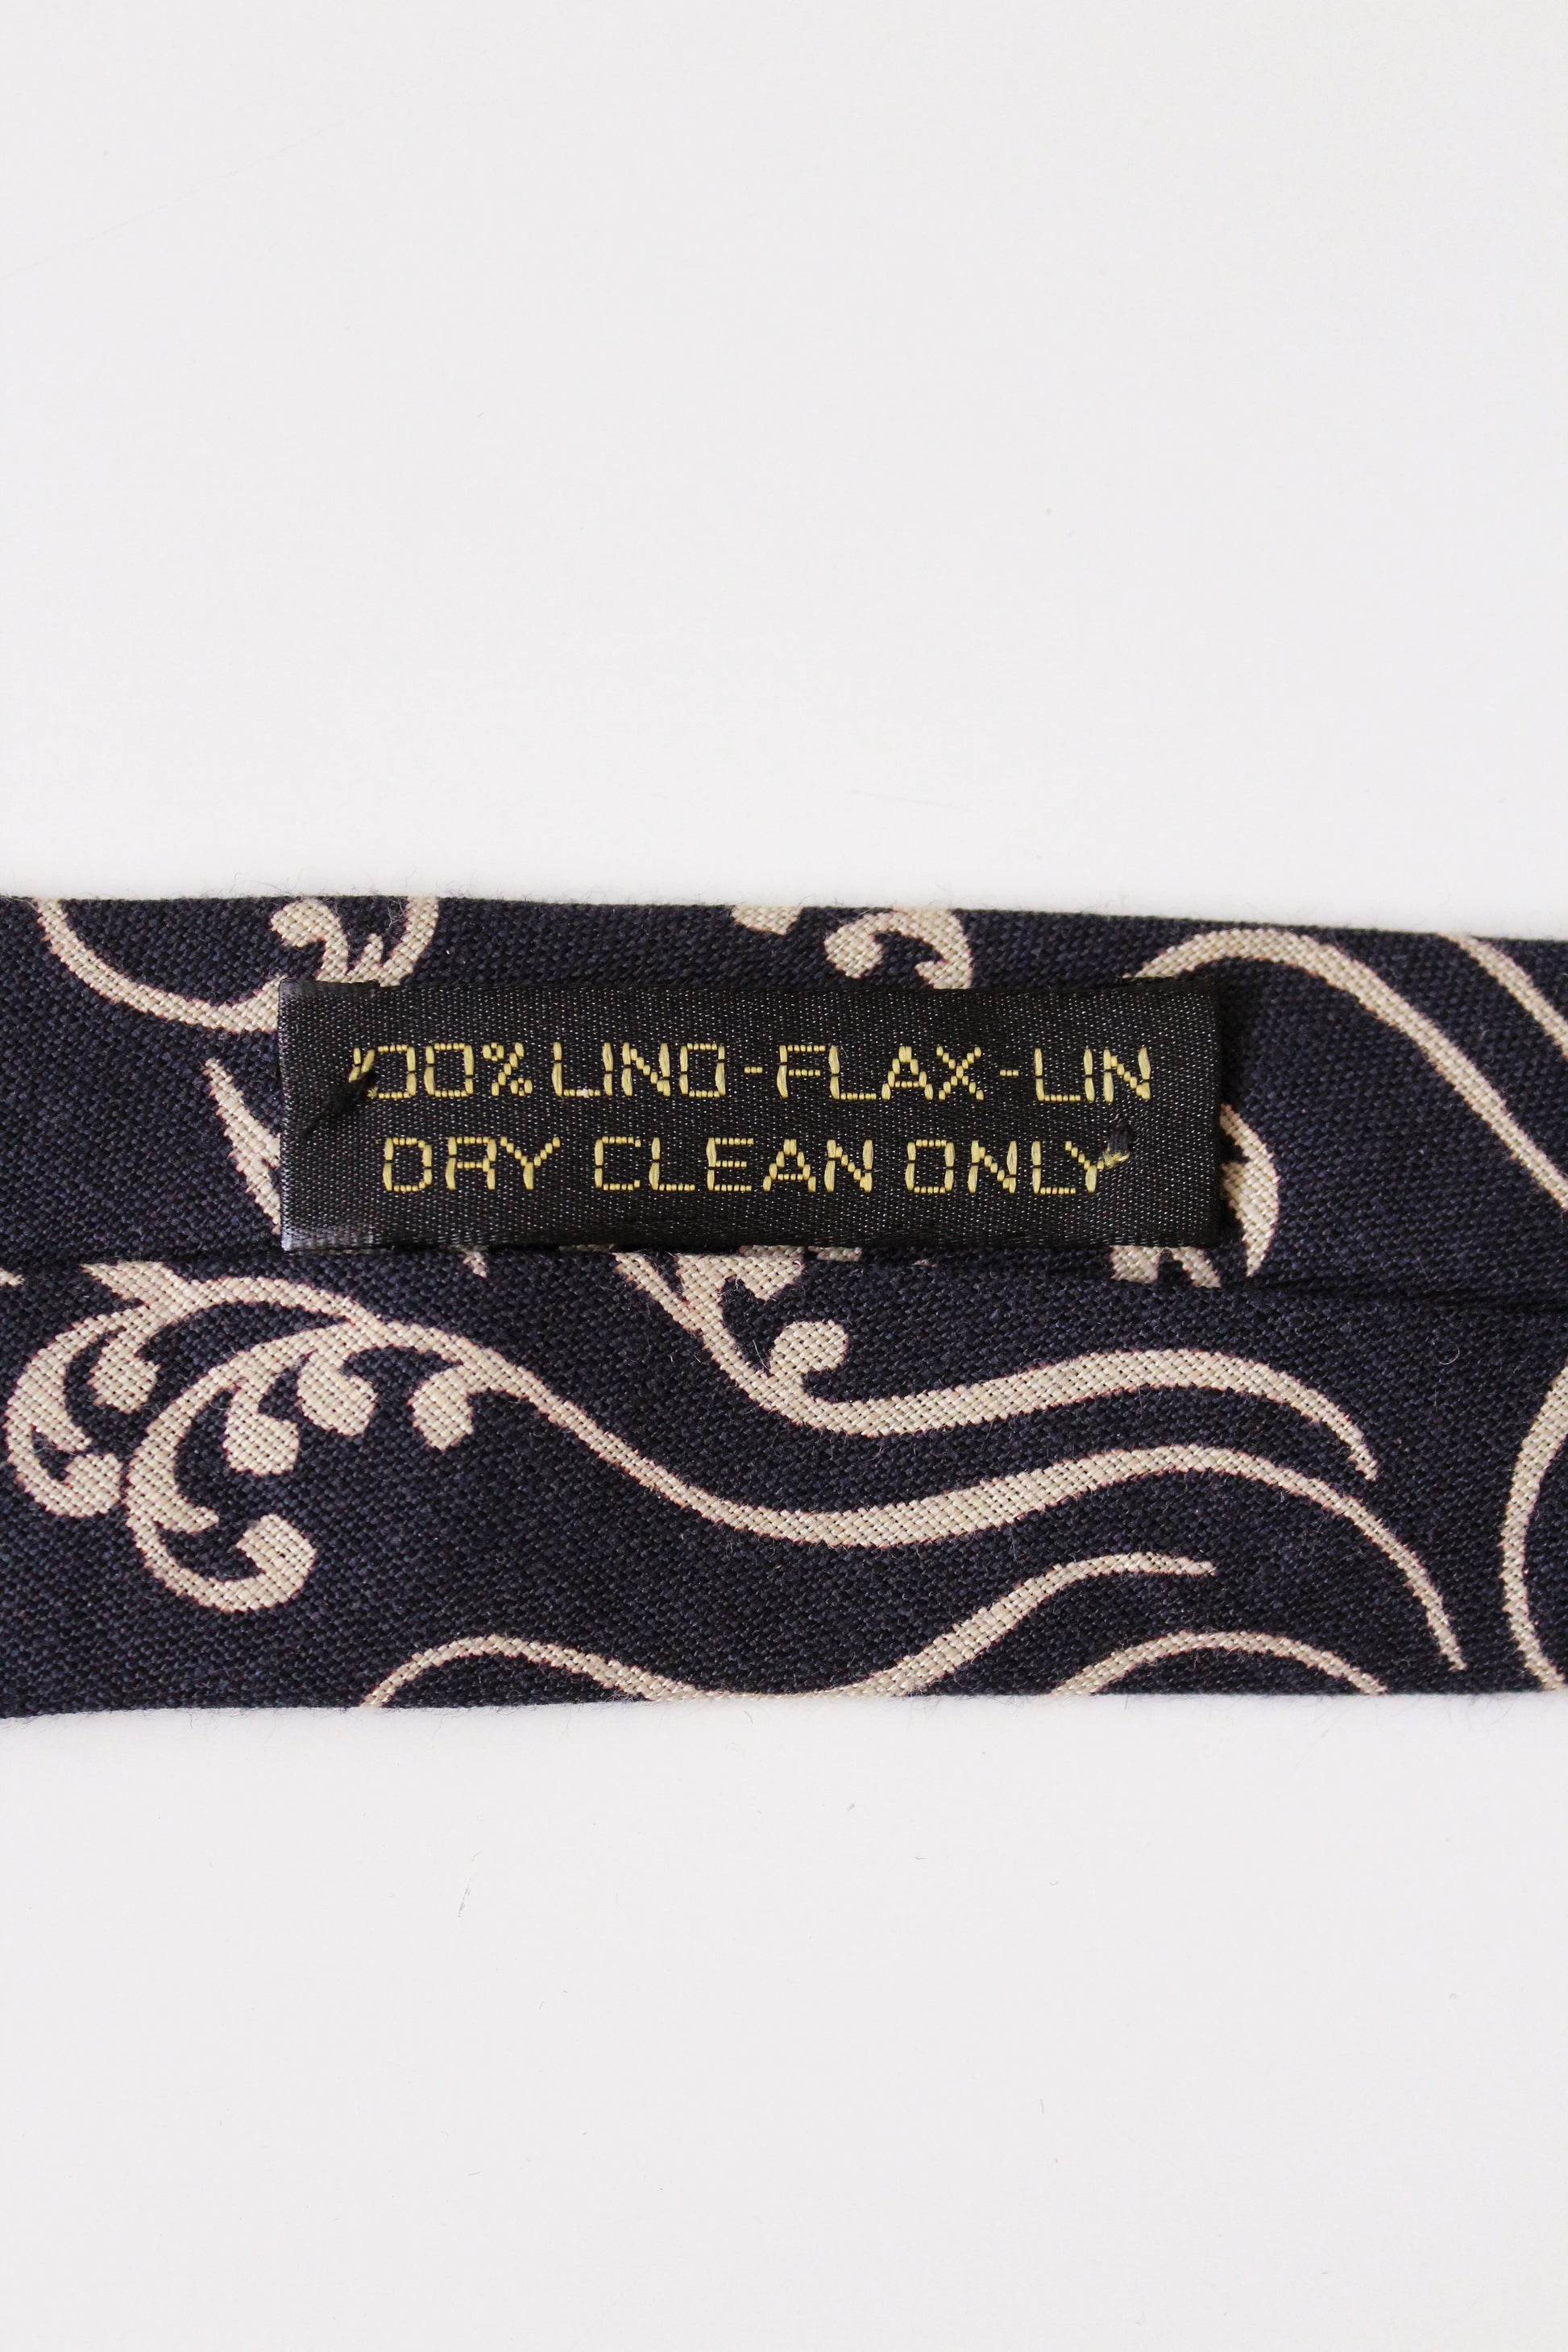 100% LINO - FLAX - LIN
DRY CLEAN ONLY